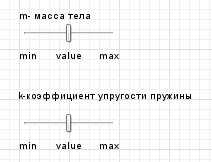 m- масса тела
min value max
k-коэффициент упругости пружины
min value max